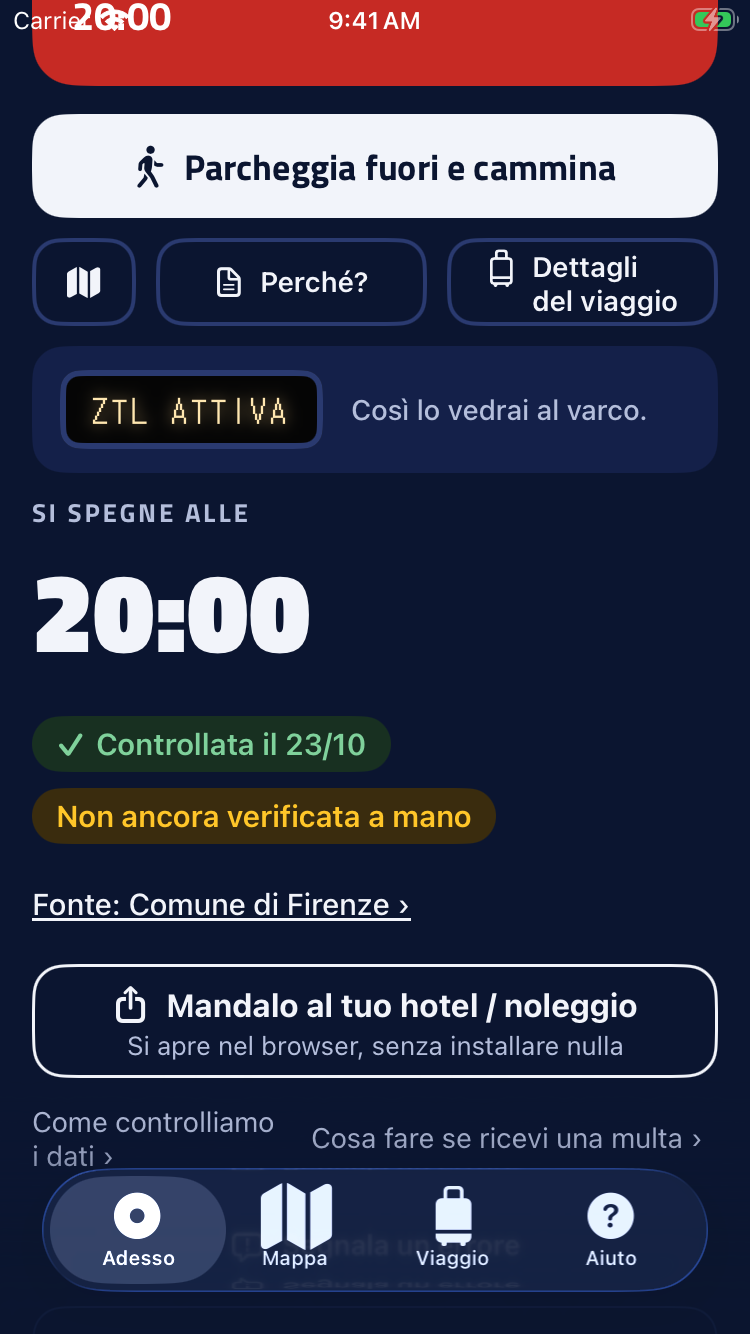 Carrie
20:00
9:41 AM
Parcheggia fuori e cammina
Perché?
Dettagli
del viaggio
ZTL ATTIVA
Così lo vedrai al varco.
SI SPEGNE ALLE
20:00
Controllata il 23/10
Non ancora verificata a mano
Fonte: Comune di Firenze ›
Mandalo al tuo hotel / noleggio
Si apre nel browser, senza installare nulla
Come controlliamo
i dati ›
Cosa fare se ricevi una multa ›
Adesso
Mappa
Viaggio
Aiuto